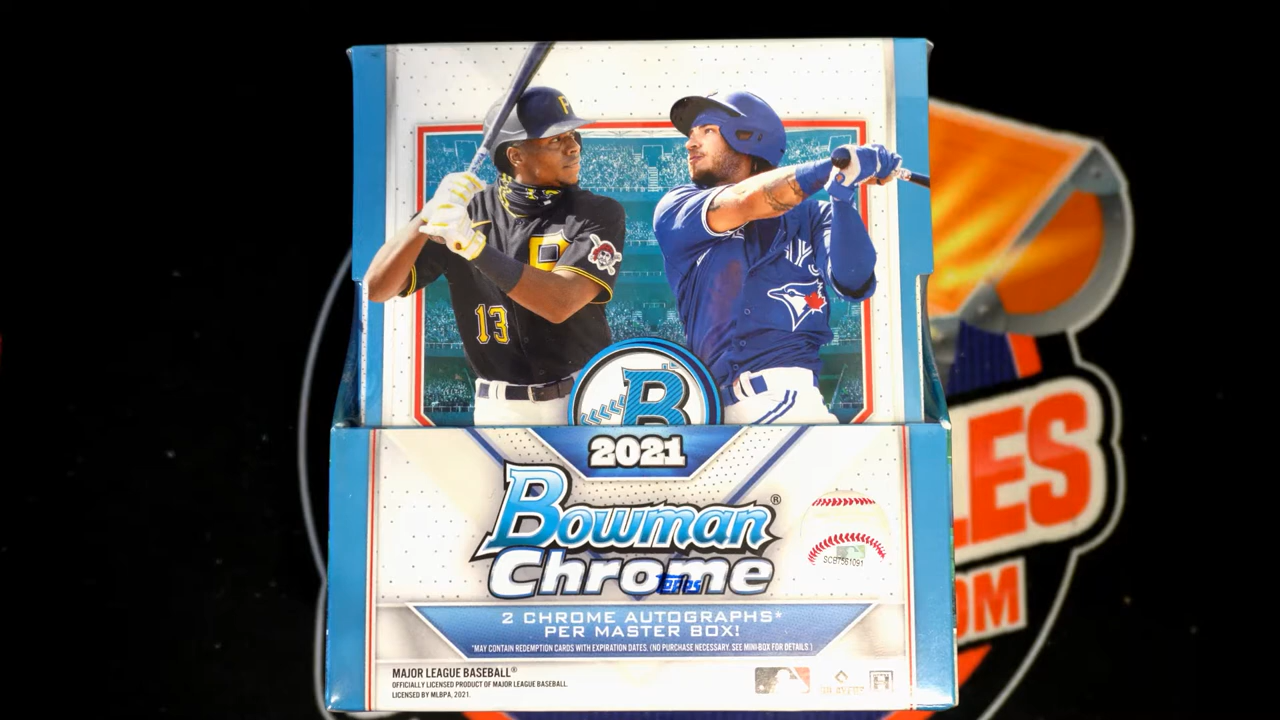 P
P
13
B
2021
Bowman®
Chrome
Topps
SCB7561091
2 CHROME AUTOGRAPHS*
PER MASTER BOX!
*MAY CONTAIN REDEMPTION CARDS WITH EXPIRATION DATES. (NO PURCHASE NECESSARY. SEE MINI-BOX FOR DETAILS.)
MAJOR LEAGUE BASEBALL®
OFFICIALLY LICENSED PRODUCT OF MAJOR LEAGUE BASEBALL.
LICENSED BY MLBPA, 2021.
LES
OM